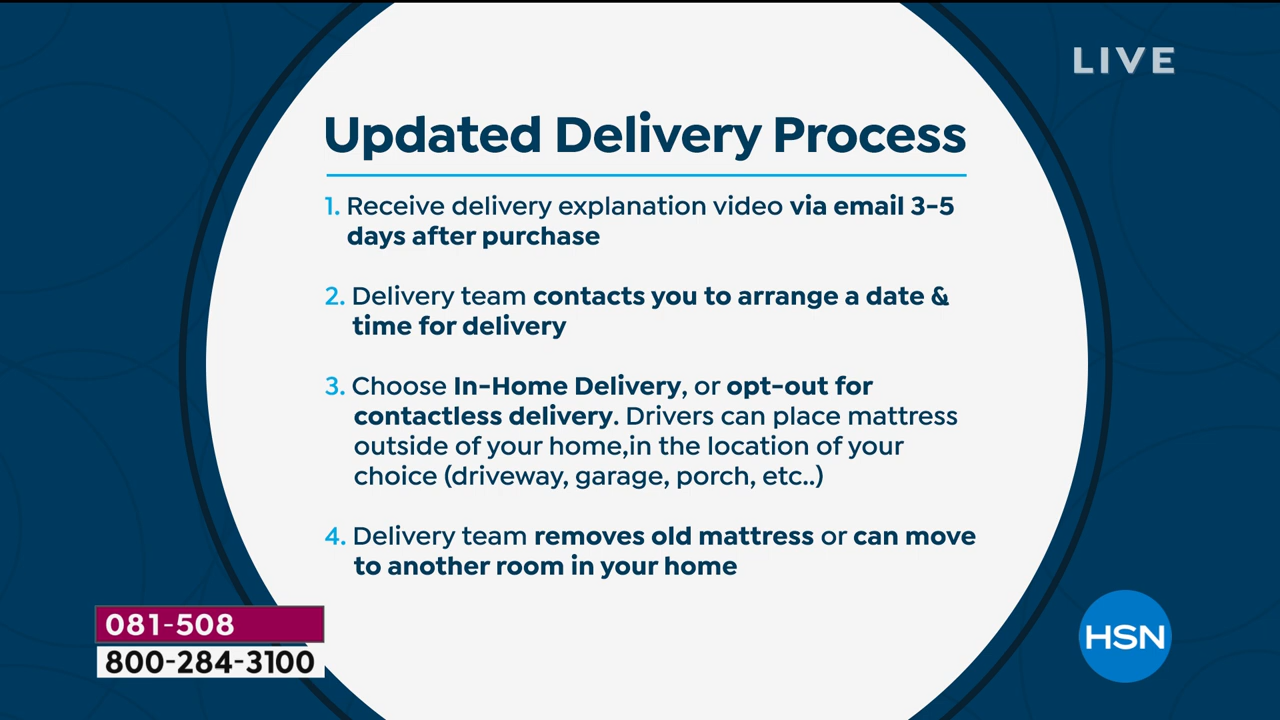 LIVE
Updated Delivery Process
1. Receive delivery explanation video via email 3-5
days after purchase
2. Delivery team contacts you to arrange a date &
time for delivery
3. Choose In-Home Delivery, or opt-out for
contactless delivery. Drivers can place mattress
outside of your home,in the location of your
choice (driveway, garage, porch, etc..)
4. Delivery team removes old mattress or can move
to another room in your home
081-508
800-284-3100
HSN